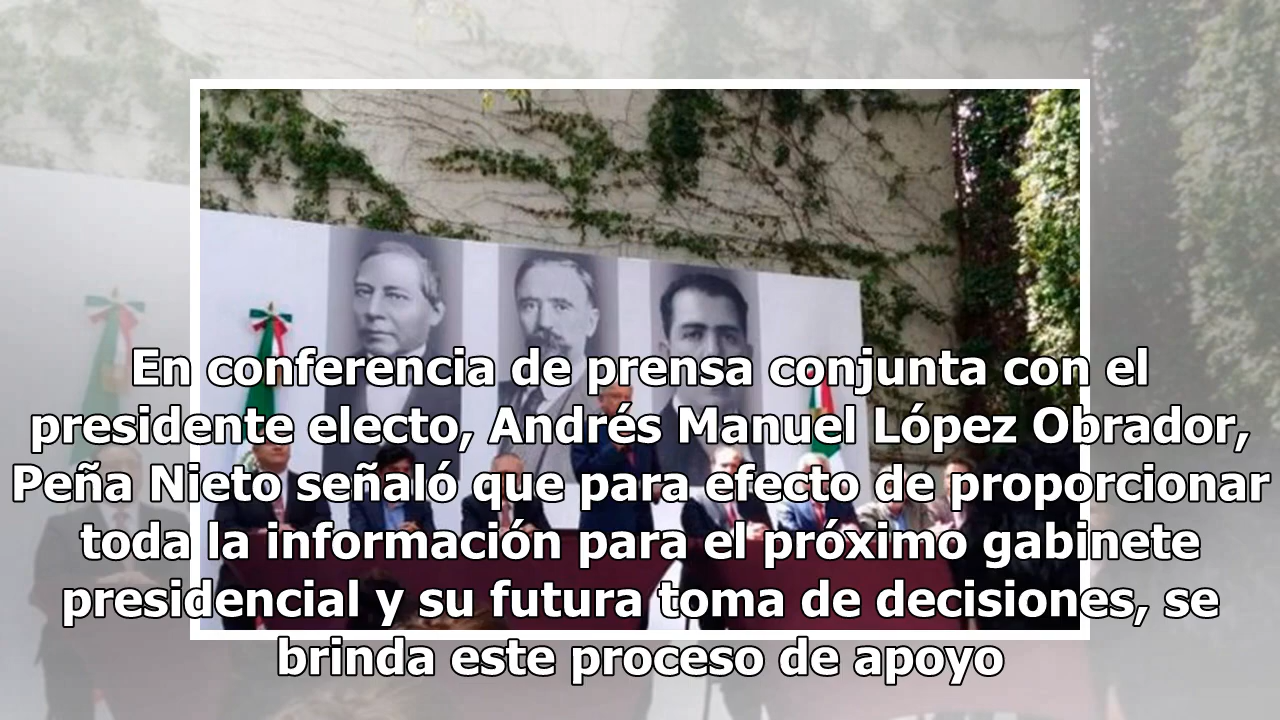 En conferencia de prensa conjunta con el
presidente electo, Andrés Manuel López Obrador,
Peña Nieto señaló que para efecto de proporcionar
toda la información para el próximo gabinete
presidencial y su futura toma de decisiones, se
brinda este proceso de apoyo